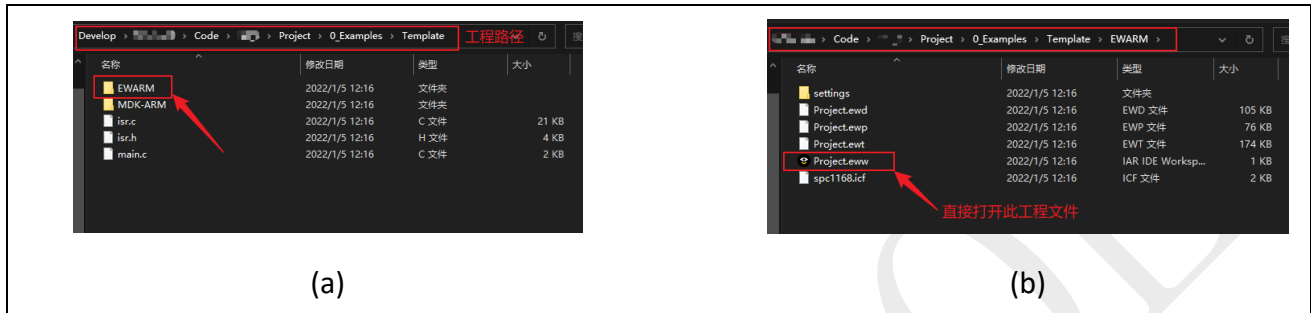 Develop › Code › Project › 0_Examples › Template 工程路径
名称 修改日期 类型 大小
EWARM 2022/1/5 12:16 文件夹
MDK-ARM 2022/1/5 12:16 文件夹
isr.c 2022/1/5 12:16 C 文件 21 KB
isr.h 2022/1/5 12:16 H 文件 4 KB
main.c 2022/1/5 12:16 C 文件 2 KB
(a)
› Code › Project › 0_Examples › Template › EWARM ›
名称 修改日期 类型 大小
settings 2022/1/5 12:16 文件夹
Project.ewd 2022/1/5 12:16 EWD 文件 105 KB
Project.ewp 2022/1/5 12:16 EWP 文件 76 KB
Project.ewt 2022/1/5 12:16 EWT 文件 174 KB
Project.eww 2022/1/5 12:16 IAR IDE Worksp... 1 KB
spc1168.icf 2022/1/5 12:16 ICF 文件 2 KB
直接打开此工程文件
(b)